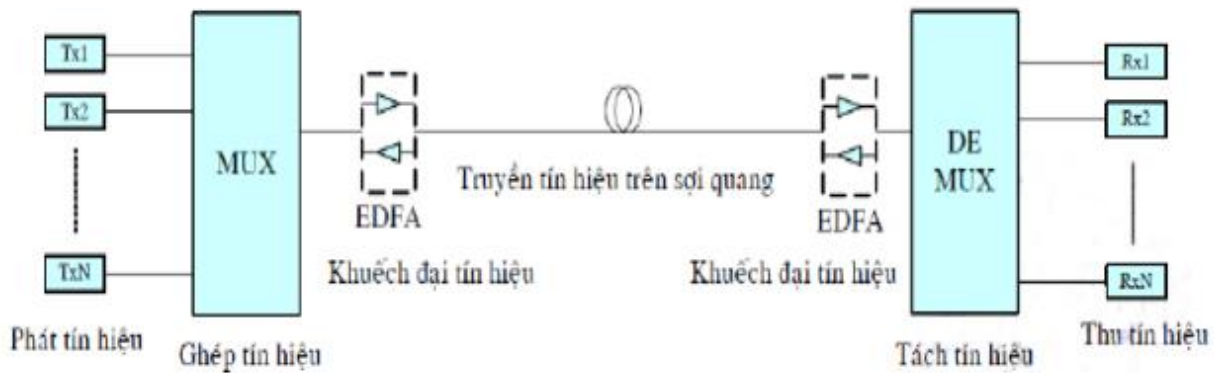 Tx1
Tx2
TxN
Phát tín hiệu
MUX
Ghép tín hiệu
EDFA
Khuếch đại tín hiệu
Truyền tín hiệu trên sợi quang
EDFA
Khuếch đại tín hiệu
DE
MUX
Tách tín hiệu
Rx1
Rx2
RxN
Thu tín hiệu